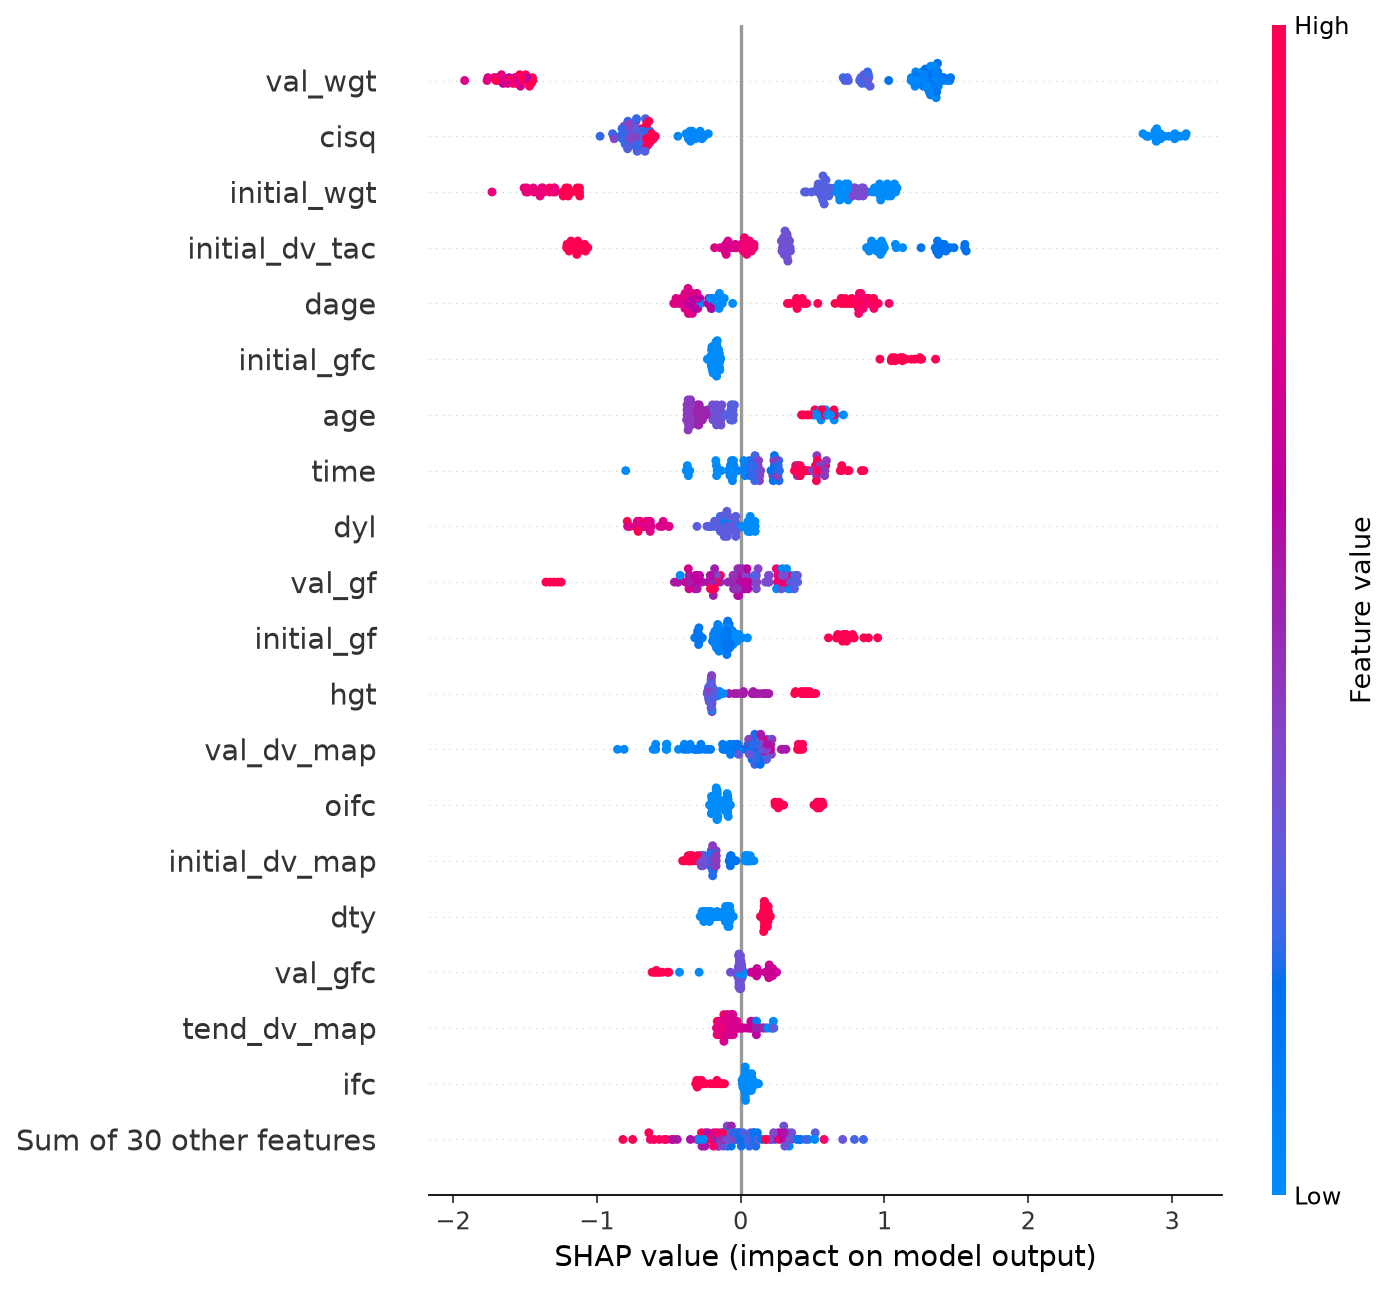 High
val_wgt
cisq
initial_wgt
initial_dv_tac
dage
initial_gfc
age
time
dyl
val_gf
initial_gf
hgt
val_dv_map
oifc
initial_dv_map
dty
val_gfc
tend_dv_map
ifc
Sum of 30 other features
Feature value
Low
−2 −1 0 1 2 3
SHAP value (impact on model output)